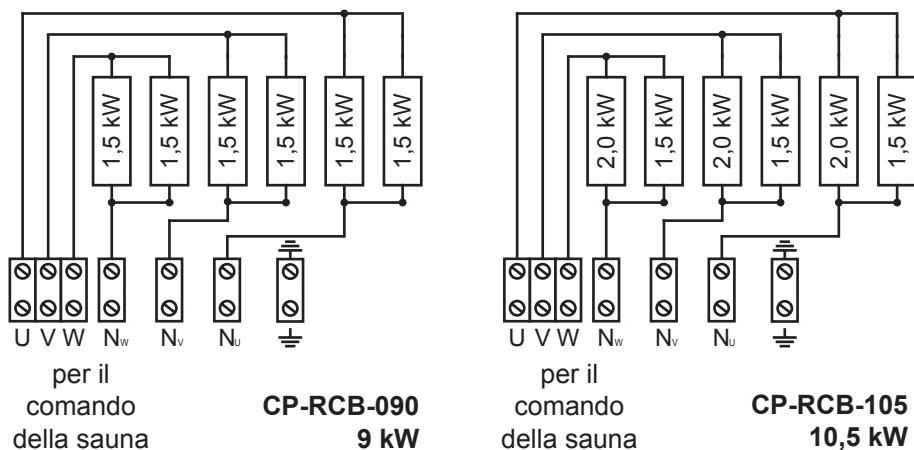 1,5 kW 1,5 kW 1,5 kW 1,5 kW 1,5 kW 1,5 kW
U V W Nw Nv Nu
per il
comando
della sauna
CP-RCB-090
9 kW
2,0 kW 1,5 kW 2,0 kW 1,5 kW 2,0 kW 1,5 kW
U V W Nw Nv Nu
per il
comando
della sauna
CP-RCB-105
10,5 kW